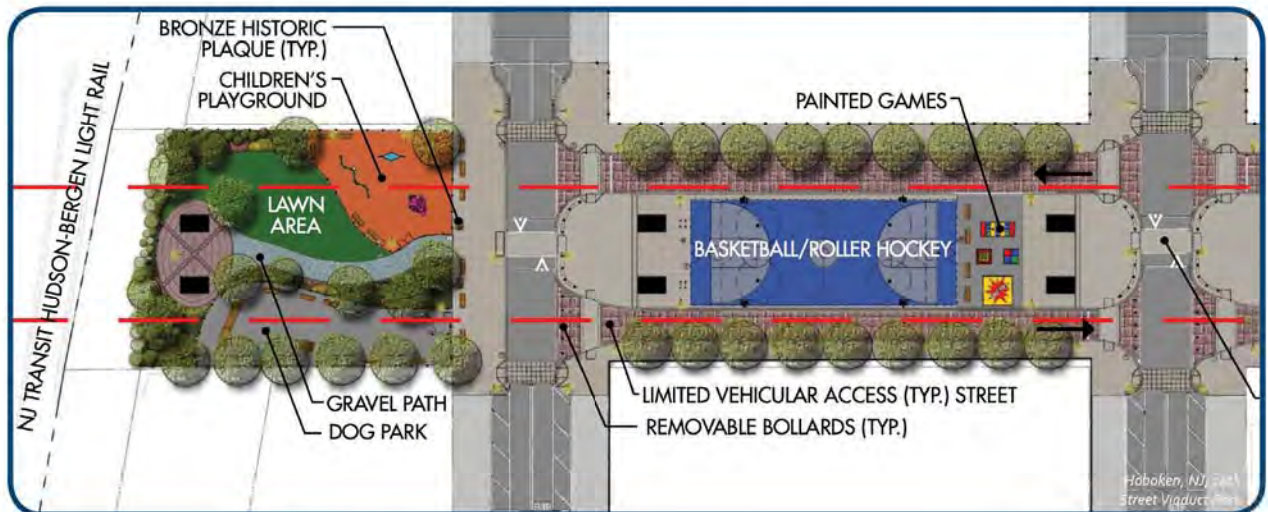 BRONZE HISTORIC
PLAQUE (TYP.)
CHILDREN'S
PLAYGROUND
PAINTED GAMES
NJ TRANSIT HUDSON-BERGEN LIGHT RAIL
LAWN
AREA
BASKETBALL/ROLLER HOCKEY
GRAVEL PATH
DOG PARK
LIMITED VEHICULAR ACCESS (TYP.) STREET
REMOVABLE BOLLARDS (TYP.)
Hoboken, NJ,
Street Viaduct